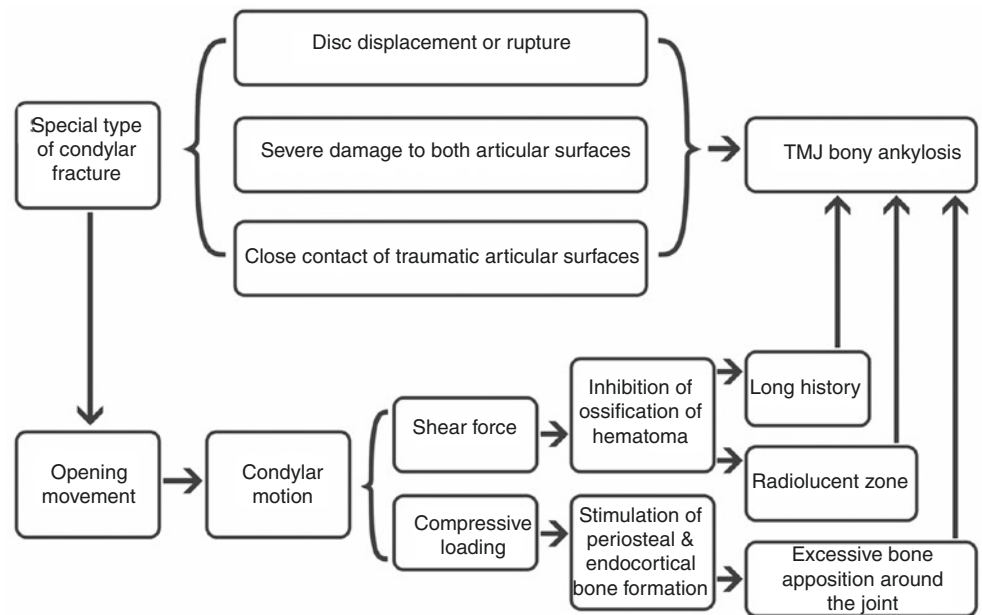 Disc displacement or rupture
Special type
of condylar
fracture
Severe damage to both articular surfaces
TMJ bony ankylosis
Close contact of traumatic articular surfaces
Opening
movement
Condylar
motion
Shear force
Inhibition of
ossification of
hematoma
Long history
Radiolucent zone
Compressive
loading
Stimulation of
periosteal &
endocortical
bone formation
Excessive bone
apposition around
the joint